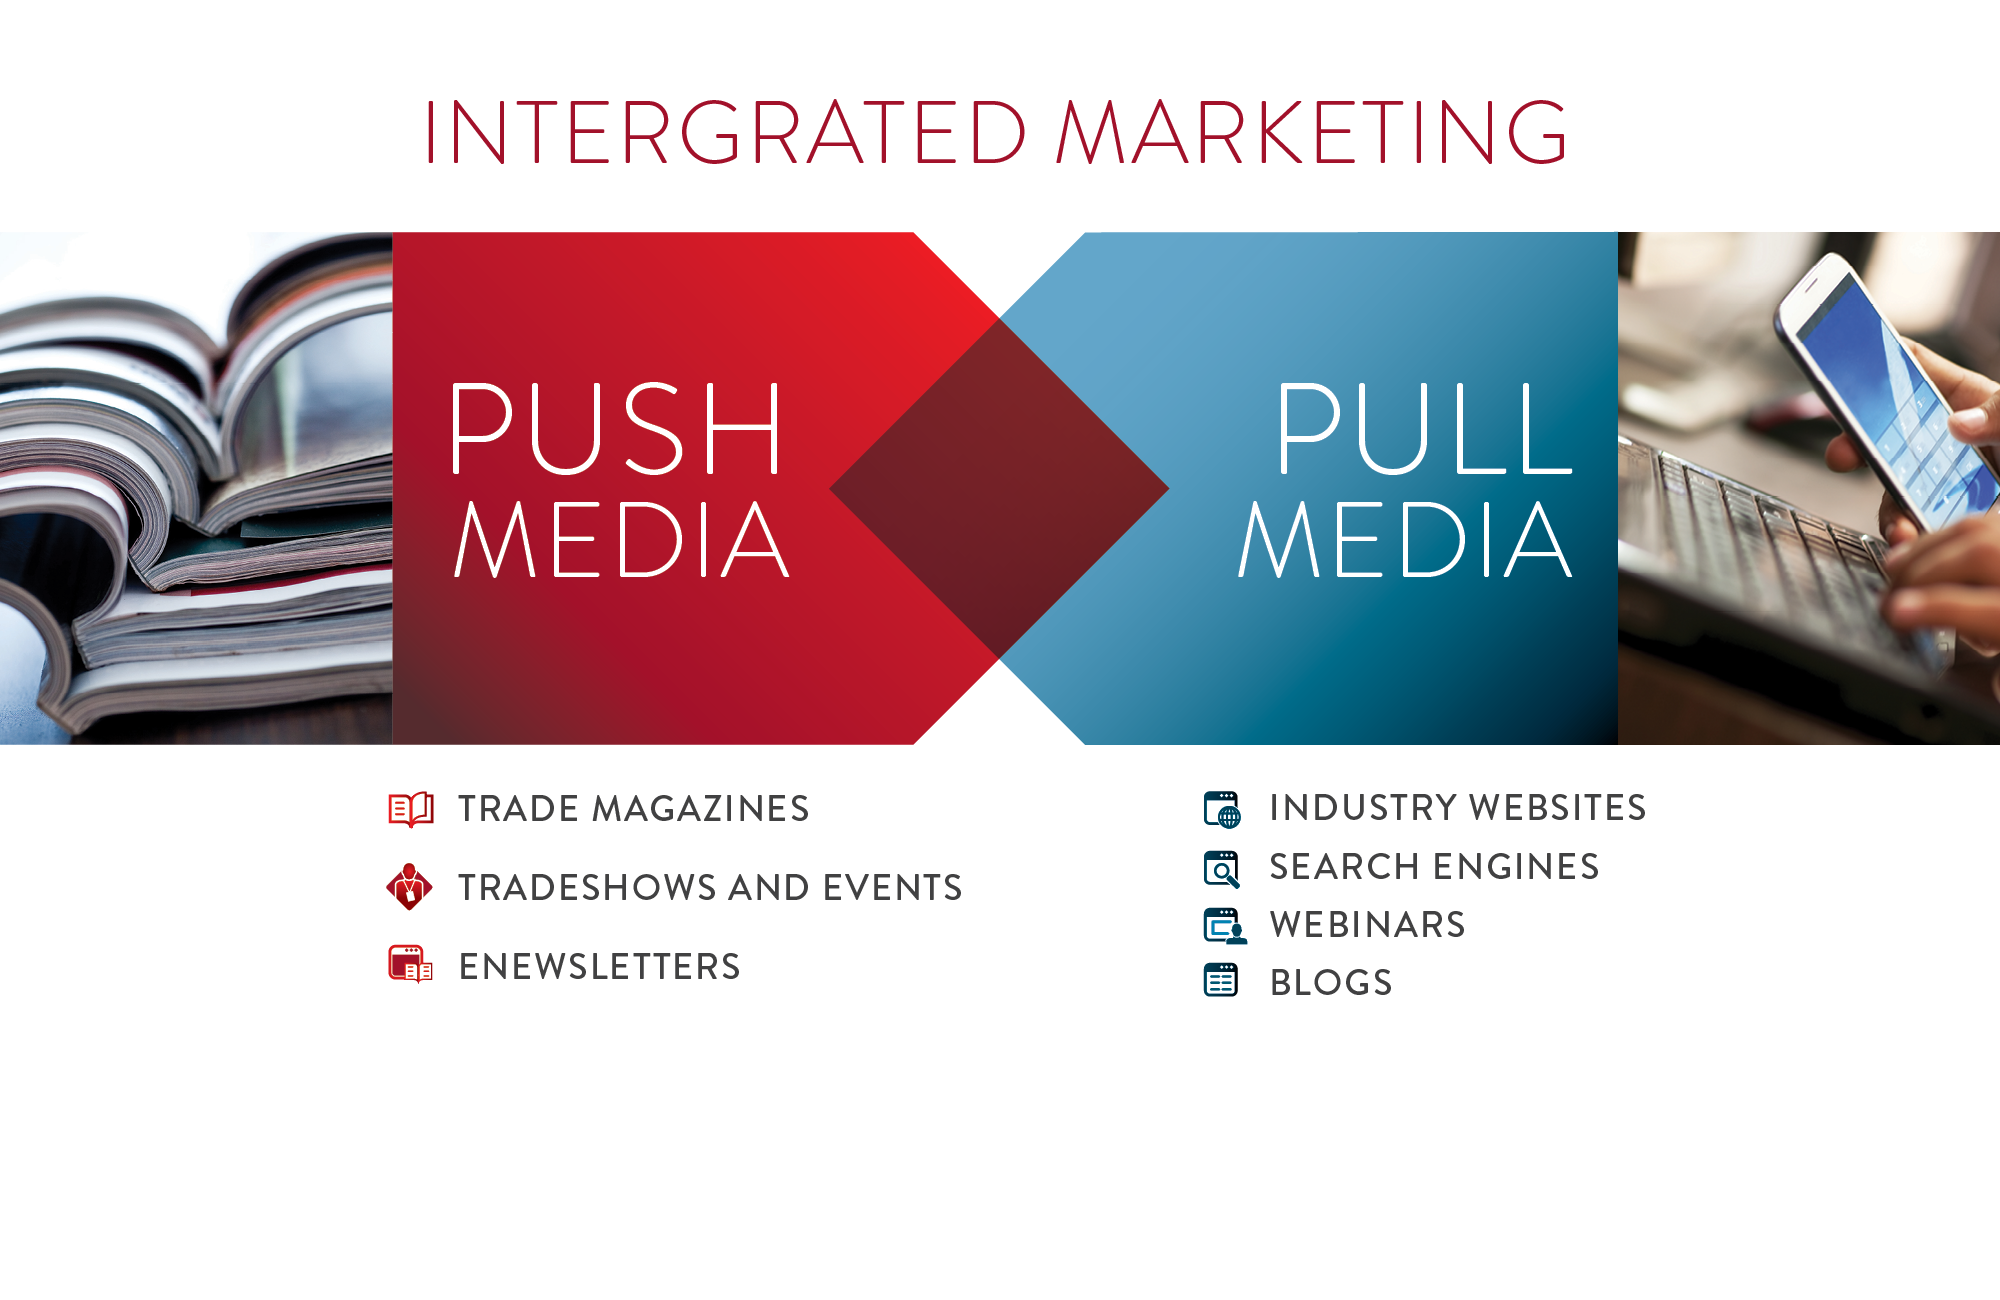 INTERGRATED MARKETING
PUSH
MEDIA
PULL
MEDIA
TRADE MAGAZINES
TRADESHOWS AND EVENTS
ENEWSLETTERS
INDUSTRY WEBSITES
SEARCH ENGINES
WEBINARS
BLOGS